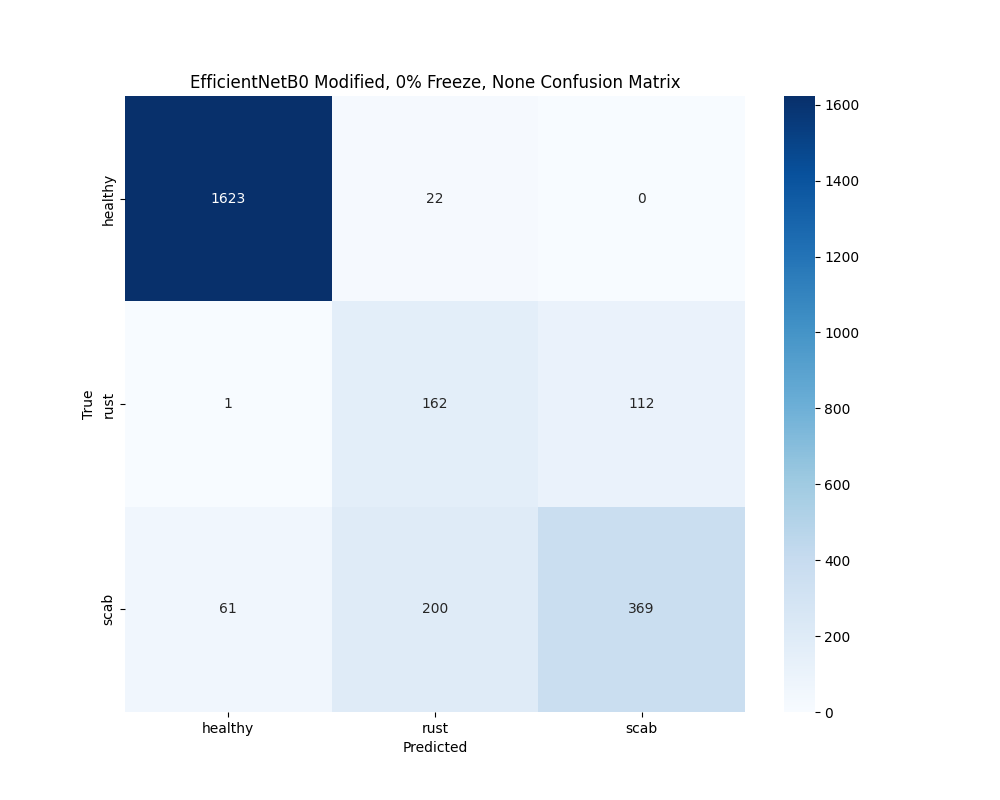 EfficientNetB0 Modified, 0% Freeze, None Confusion Matrix
healthy
1623
22
0
True
rust
1
162
112
scab
61
200
369
healthy
rust
scab
Predicted
1600
1400
1200
1000
800
600
400
200
0